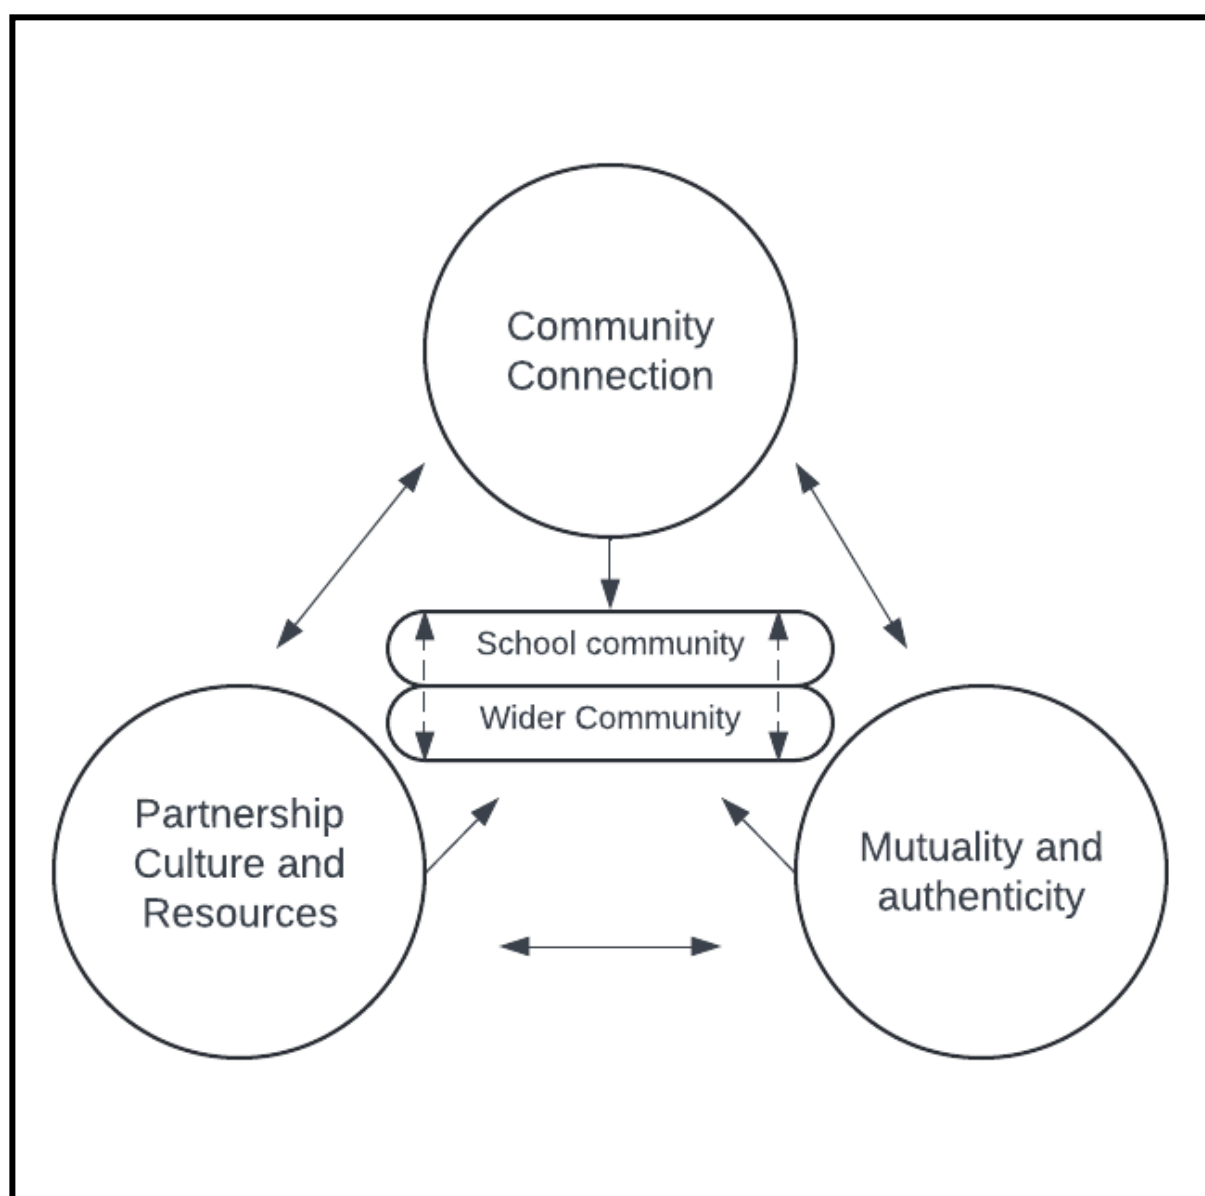 Community
Connection
School community
Wider Community
Partnership
Culture and
Resources
Mutuality and
authenticity